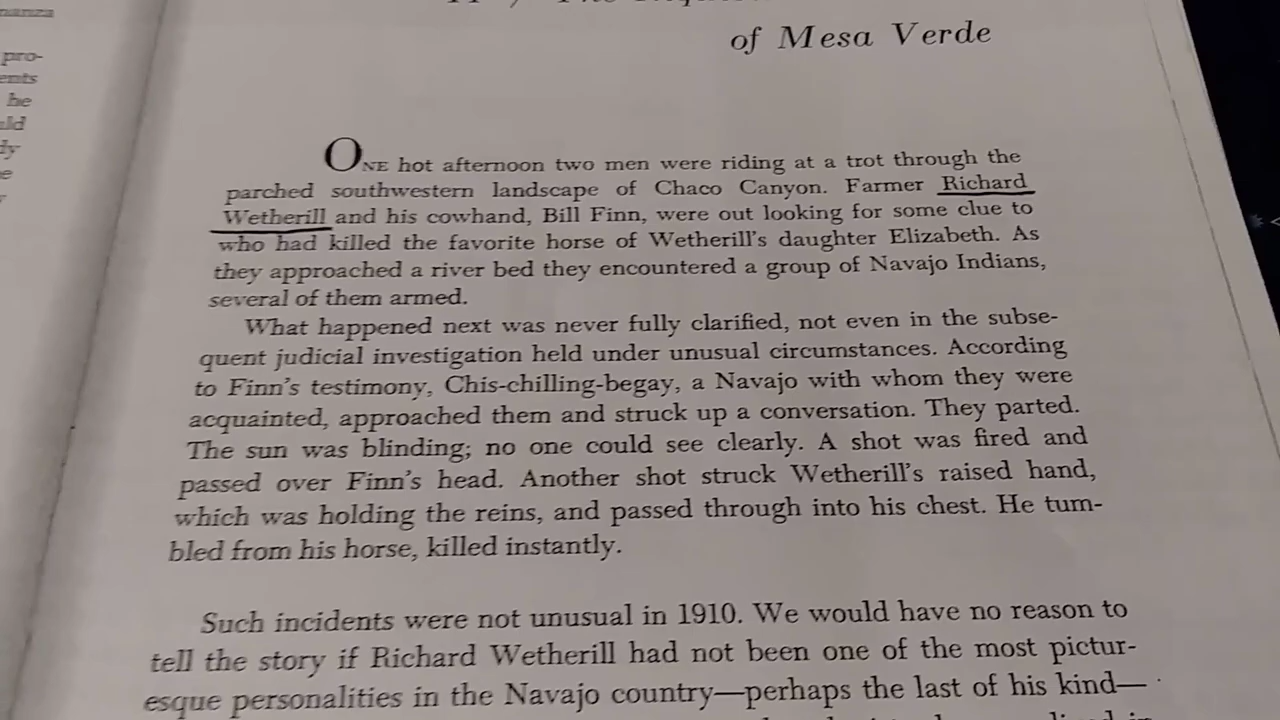 pro-
ents
he
of Mesa Verde
ONE hot afternoon two men were riding at a trot through the
parched southwestern landscape of Chaco Canyon. Farmer Richard
Wetherill and his cowhand, Bill Finn, were out looking for some clue to
who had killed the favorite horse of Wetherill's daughter Elizabeth. As
they approached a river bed they encountered a group of Navajo Indians,
several of them armed.
What happened next was never fully clarified, not even in the subse-
quent judicial investigation held under unusual circumstances. According
to Finn's testimony, Chis-chilling-begay, a Navajo with whom they were
acquainted, approached them and struck up a conversation. They parted.
The sun was blinding; no one could see clearly. A shot was fired and
passed over Finn's head. Another shot struck Wetherill's raised hand,
which was holding the reins, and passed through into his chest. He tum-
bled from his horse, killed instantly.
Such incidents were not unusual in 1910. We would have no reason to
tell the story if Richard Wetherill had not been one of the most pictur-
esque personalities in the Navajo country—perhaps the last of his kind—